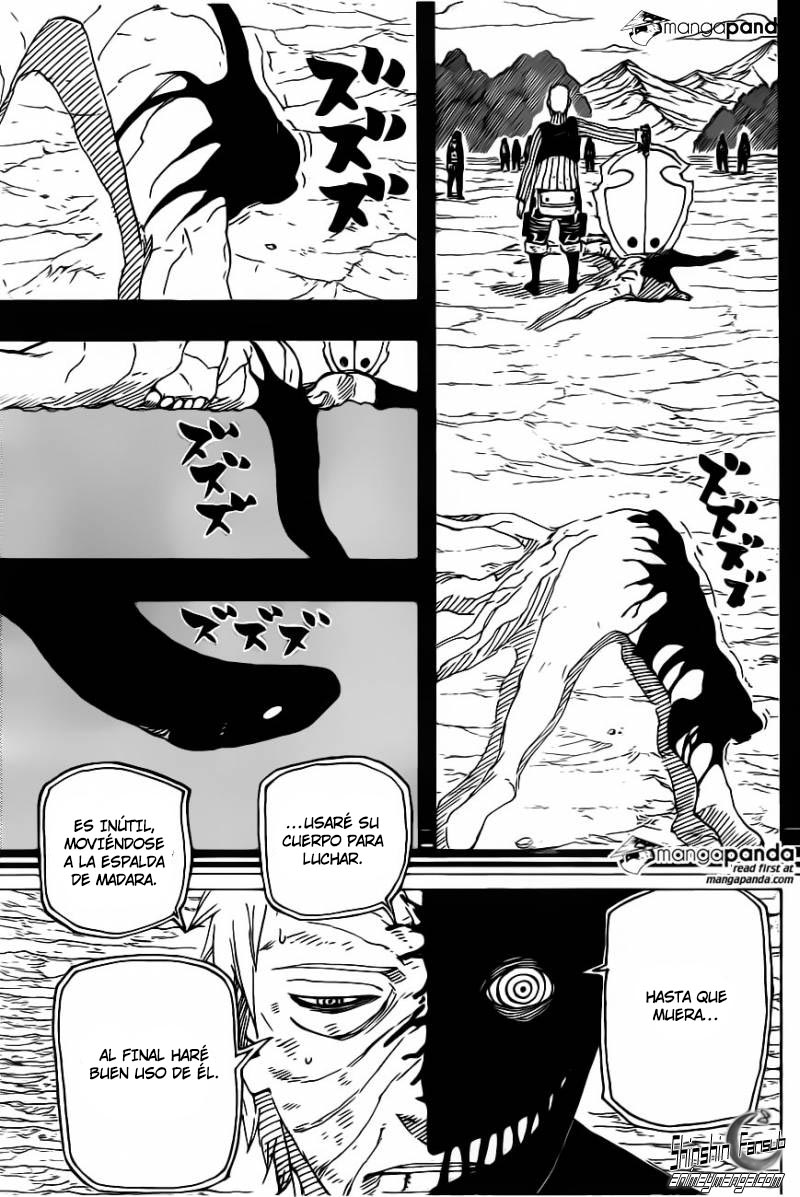 mangapanda
ズズズ
ズズズ
ズズズ
ズズズ
mangapanda
read first at
mangapanda.com
HASTA QUE
MUERA...
...USARÉ SU
CUERPO PARA
LUCHAR.
ES INÚTIL,
MOVIÉNDOSE
A LA ESPALDA
DE MADARA.
AL FINAL HARÉ
BUEN USO DE ÉL.
Shinshin Fansub
animeymanga.com